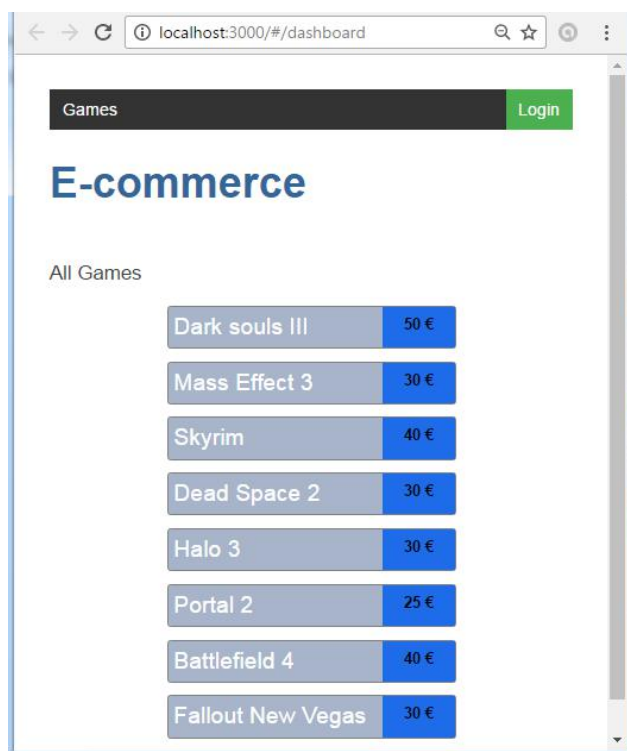 localhost:3000/#/dashboard
Games Login
E-commerce
All Games
Dark souls III 50 €
Mass Effect 3 30 €
Skyrim 40 €
Dead Space 2 30 €
Halo 3 30 €
Portal 2 25 €
Battlefield 4 40 €
Fallout New Vegas 30 €